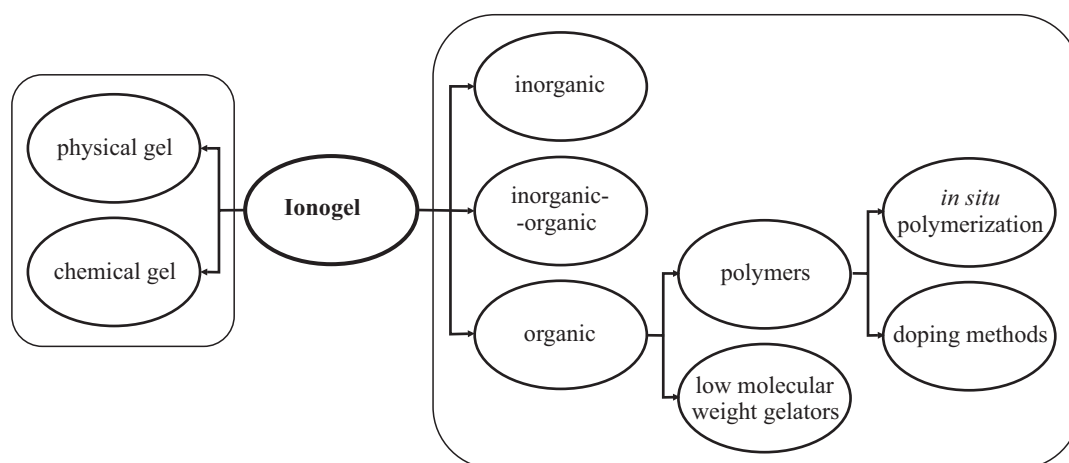 physical gel
chemical gel
Ionogel
inorganic
inorganic-
-organic
organic
polymers
low molecular
weight gelators
in situ
polymerization
doping methods